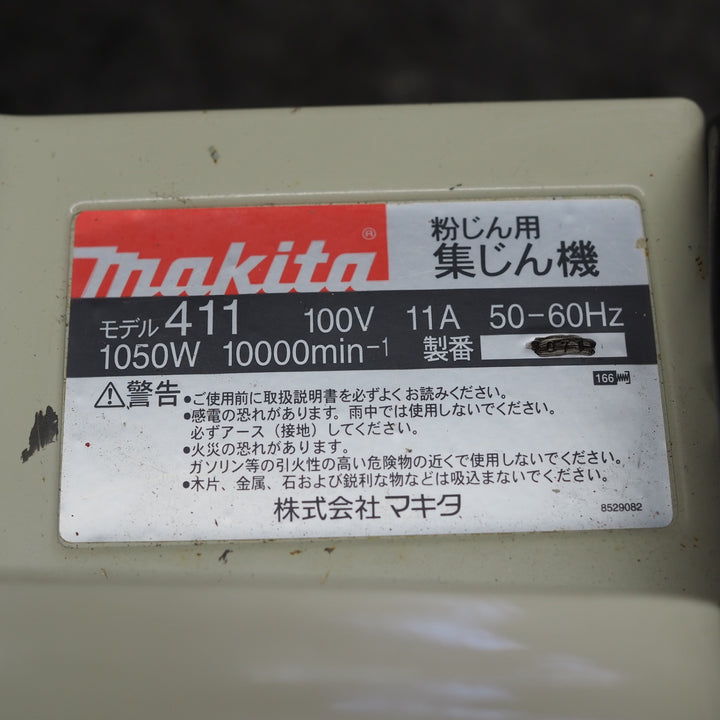 makita®
粉じん用
集じん機
モデル 411 100V 11A 50-60Hz
1050W 10000min-1 製番
166
警告 •ご使用前に取扱説明書を必ずよくお読みください。
•感電の恐れがあります。雨中では使用しないでください。
必ずアース（接地）してください。
•火災の恐れがあります。
ガソリン等の引火性の高い危険物の近くで使用しないでください。
•木片、金属、石および鋭利な物などは吸込まないでください。
株式会社 マキタ
8529082